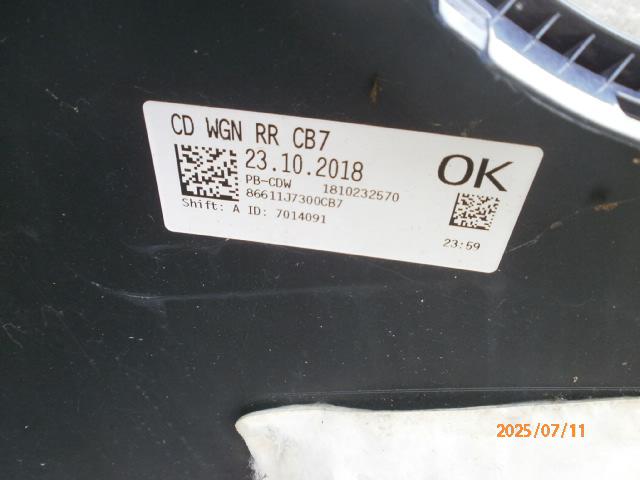 CD WGN RR CB7
23.10.2018
OK
PB-CDW 1810232570
86611J7300CB7
Shift: A ID: 7014091
23:59
2025/07/11